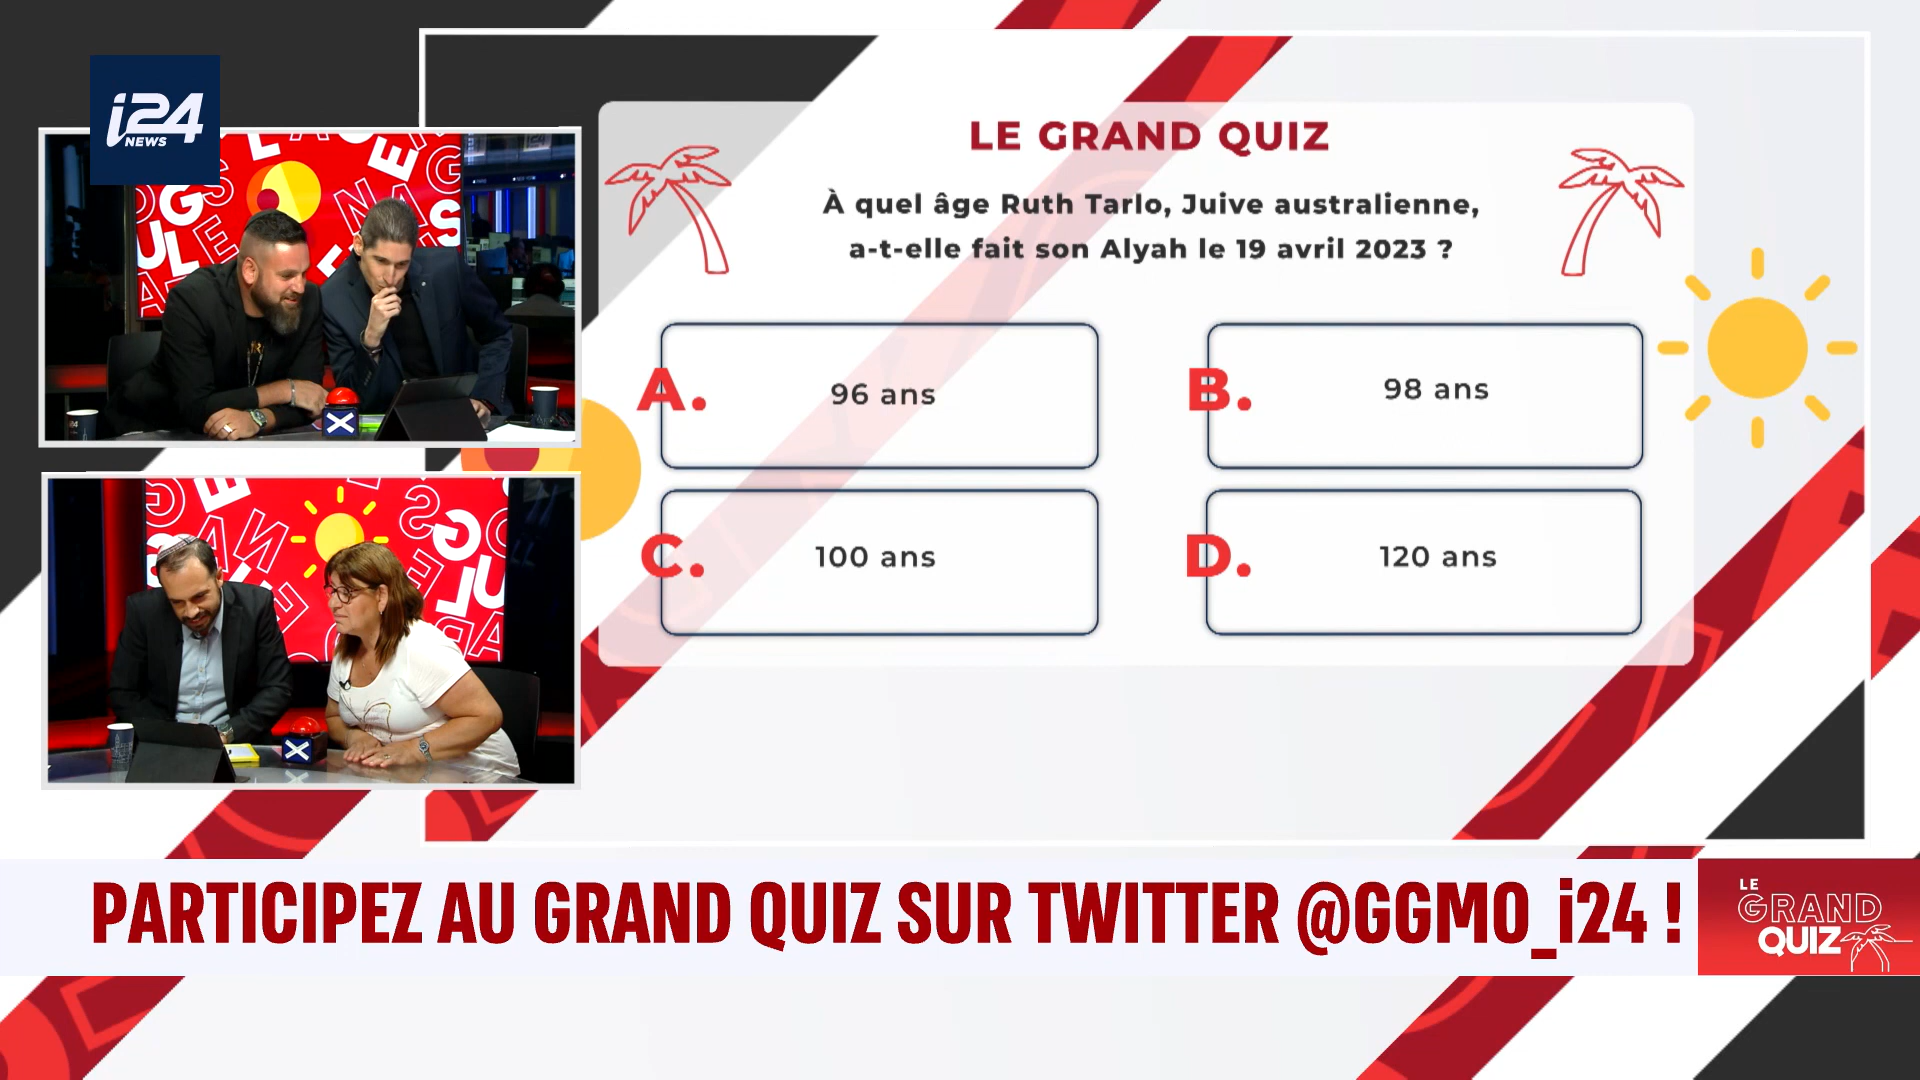 i24
NEWS
LE GRAND QUIZ
À quel âge Ruth Tarlo, Juive australienne,
a-t-elle fait son Alyah le 19 avril 2023 ?
A.
96 ans
B.
98 ans
C.
100 ans
D.
120 ans
PARTICIPEZ AU GRAND QUIZ SUR TWITTER @GGMO_i24 !
LE
GRAND
QUIZ